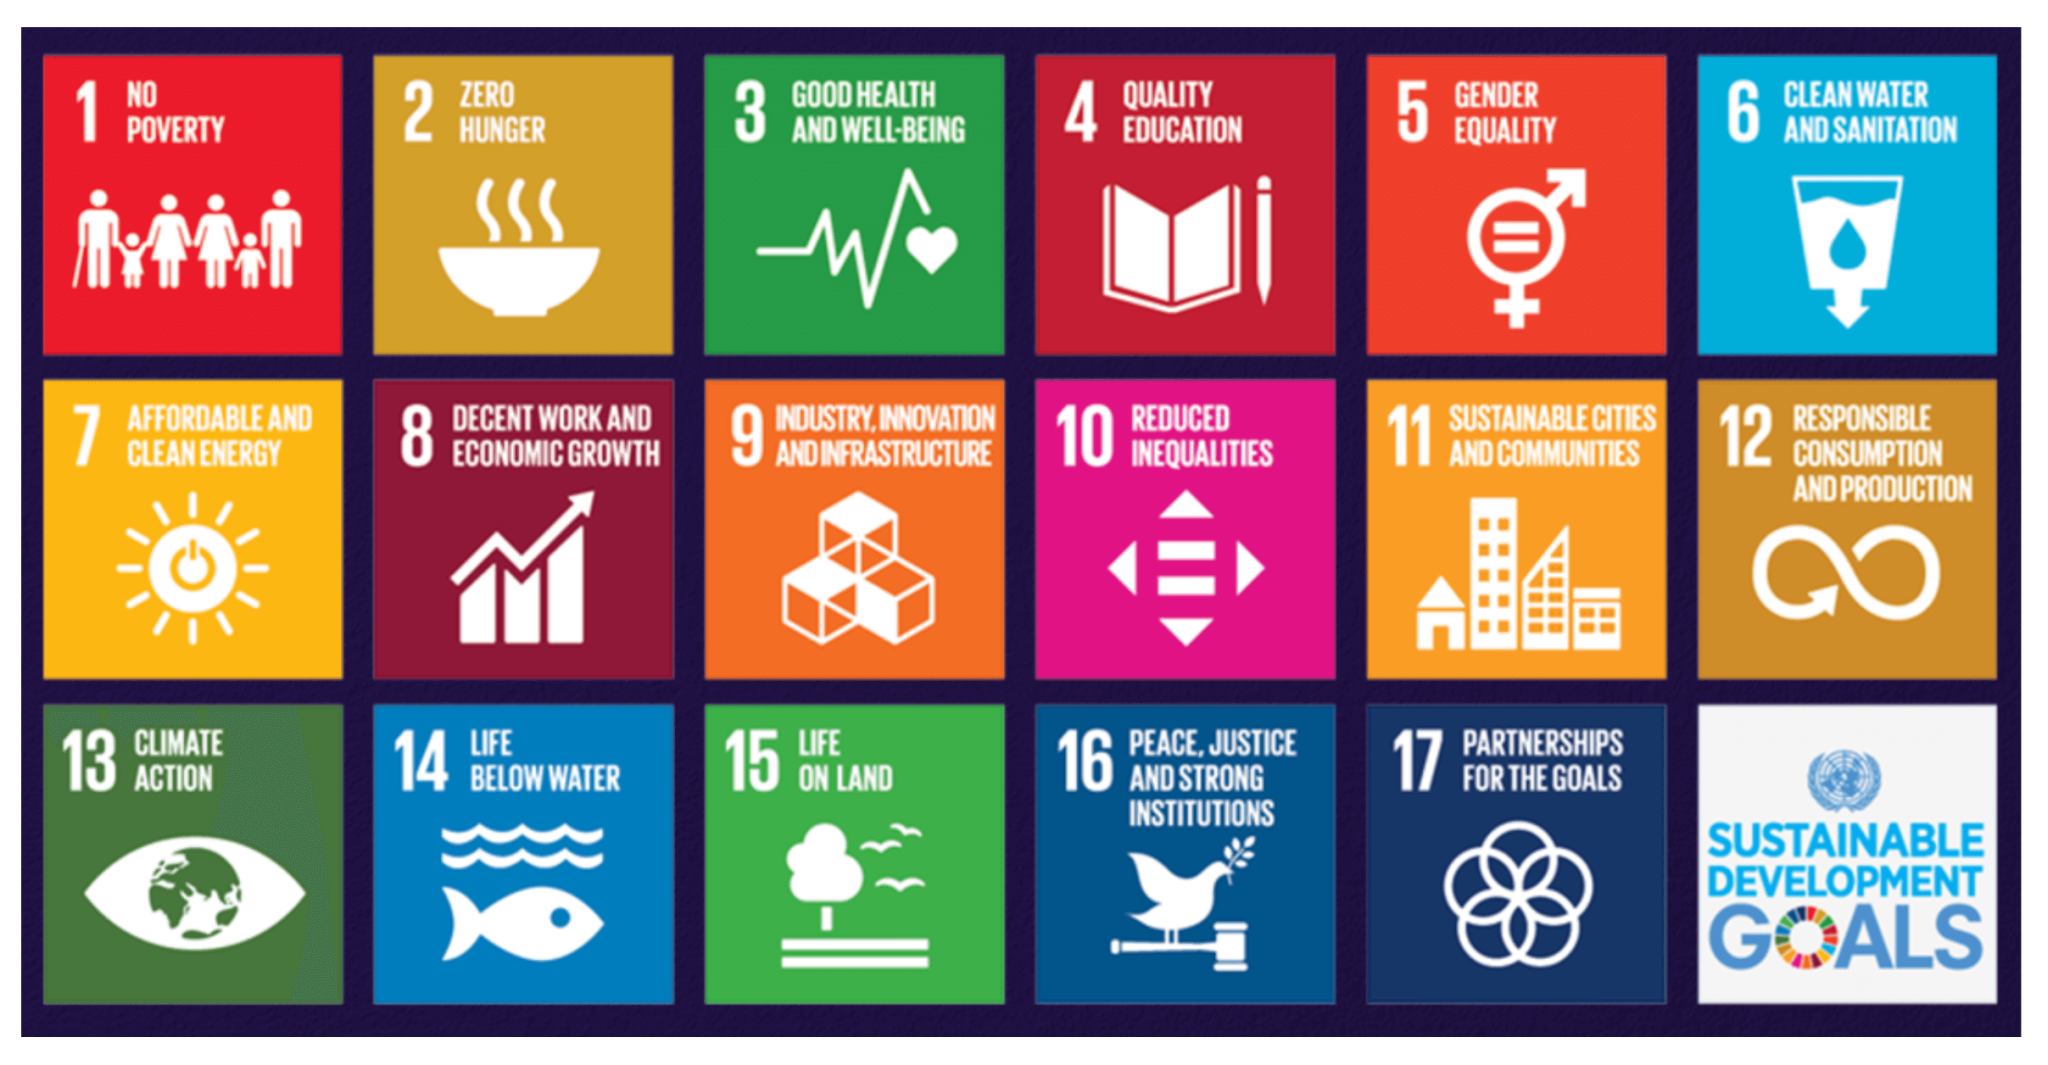 1 NO
POVERTY
2 ZERO
HUNGER
3 GOOD HEALTH
AND WELL-BEING
4 QUALITY
EDUCATION
5 GENDER
EQUALITY
6 CLEAN WATER
AND SANITATION
7 AFFORDABLE AND
CLEAN ENERGY
8 DECENT WORK AND
ECONOMIC GROWTH
9 INDUSTRY, INNOVATION
AND INFRASTRUCTURE
10 REDUCED
INEQUALITIES
11 SUSTAINABLE CITIES
AND COMMUNITIES
12 RESPONSIBLE
CONSUMPTION
AND PRODUCTION
13 CLIMATE
ACTION
14 LIFE
BELOW WATER
15 LIFE
ON LAND
16 PEACE, JUSTICE
AND STRONG
INSTITUTIONS
17 PARTNERSHIPS
FOR THE GOALS
SUSTAINABLE
DEVELOPMENT
GOALS